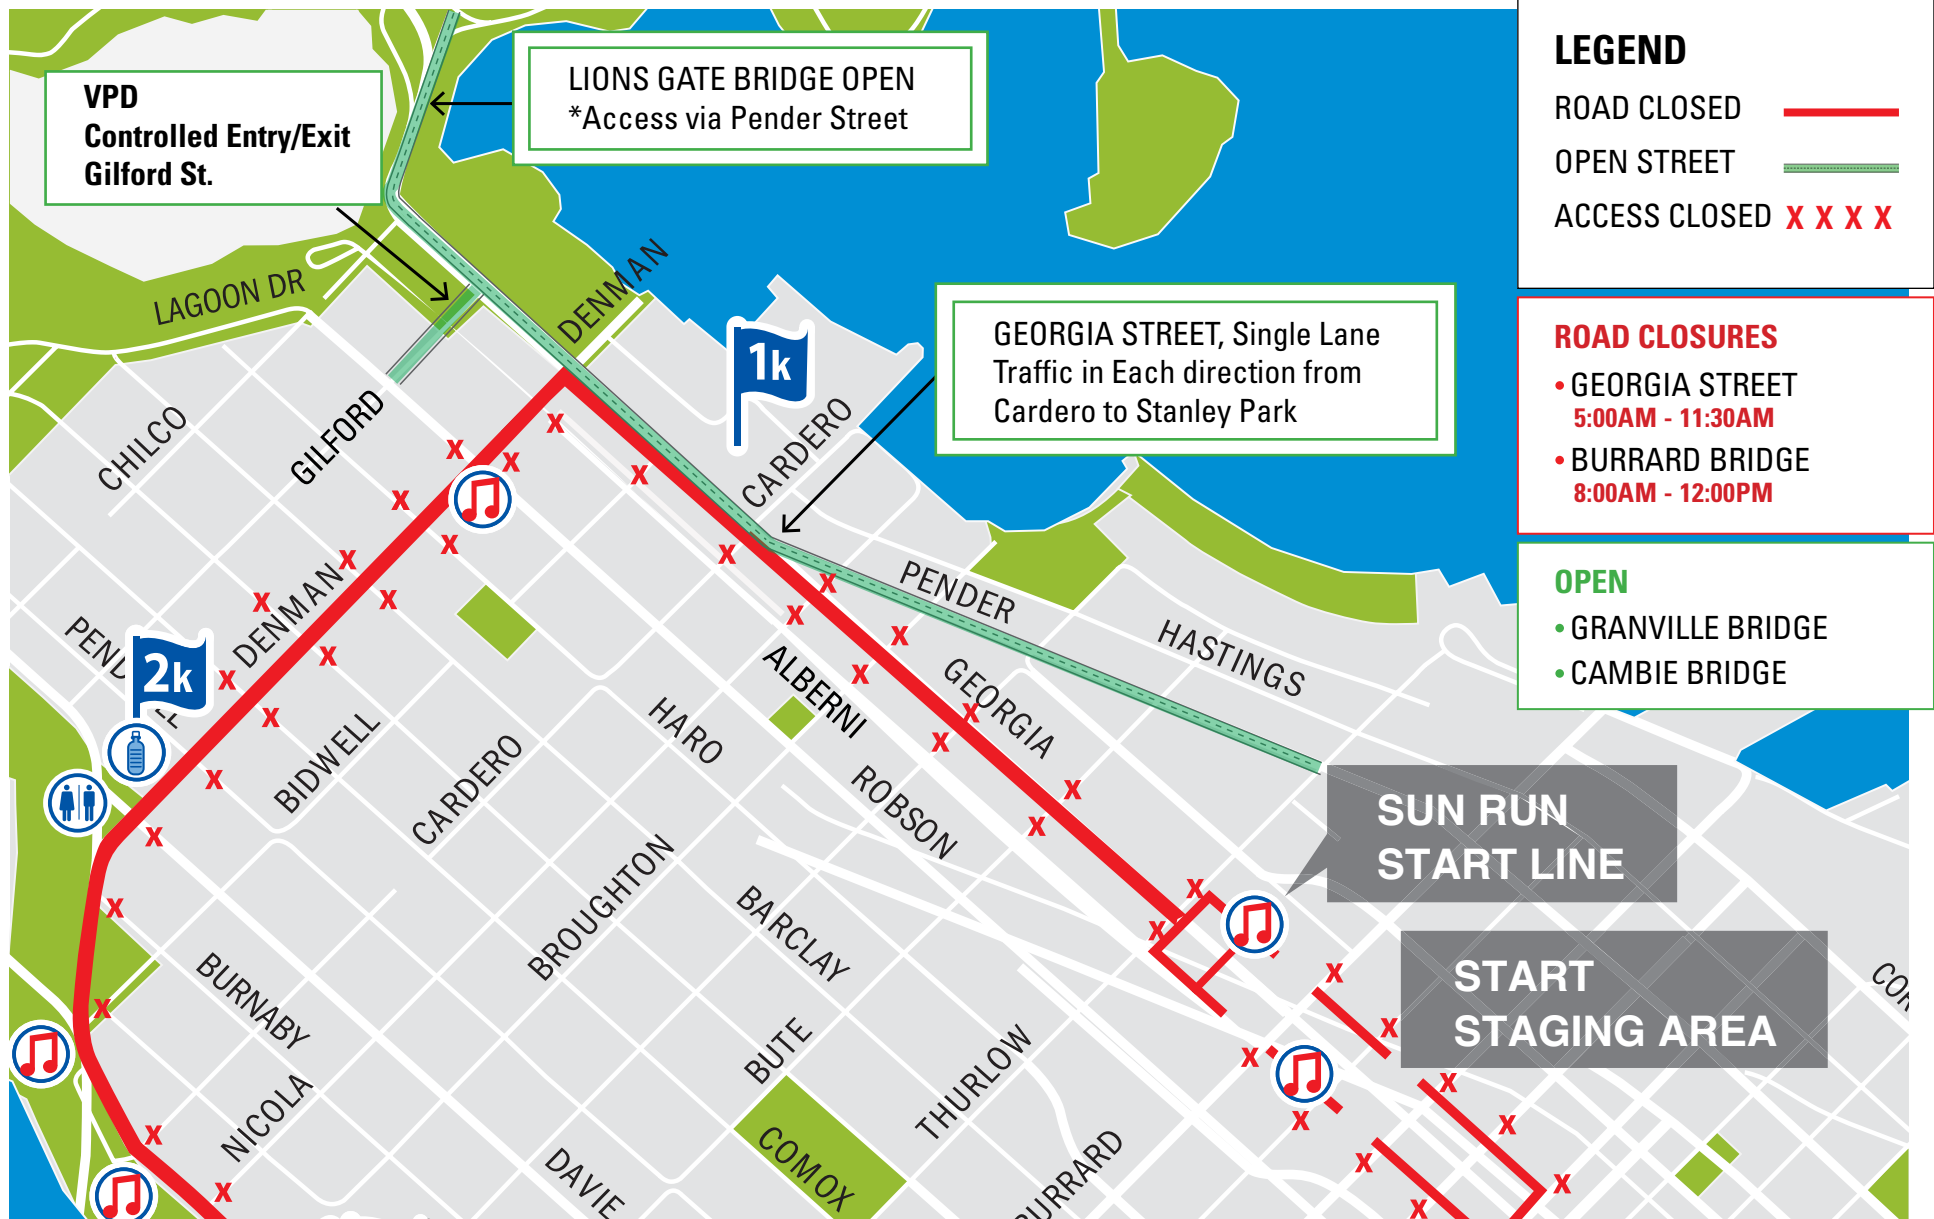 VPD
Controlled Entry/Exit
Gilford St.
LIONS GATE BRIDGE OPEN
*Access via Pender Street
LEGEND
ROAD CLOSED
OPEN STREET
ACCESS CLOSED X X X X
ROAD CLOSURES
• GEORGIA STREET
5:00AM - 11:30AM
• BURRARD BRIDGE
8:00AM - 12:00PM
OPEN
• GRANVILLE BRIDGE
• CAMBIE BRIDGE
GEORGIA STREET, Single Lane
Traffic in Each direction from
Cardero to Stanley Park
LAGOON DR
DENMAN
1k
CHILCO
GILFORD
CARDERO
PENDER
HASTINGS
DENMAN
2k
GEORGIA
ALBERNI
HARO
BIDWELL
CARDERO
ROBSON
SUN RUN
START LINE
BROUGHTON
BARCLAY
START
STAGING AREA
BURNABY
NICOLA
BUTE
THURLOW
COMOX
DAVIE